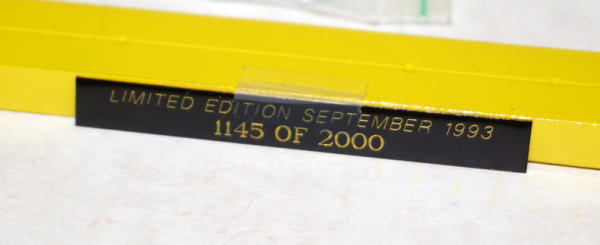 LIMITED EDITION SEPTEMBER 1993
1145 OF 2000